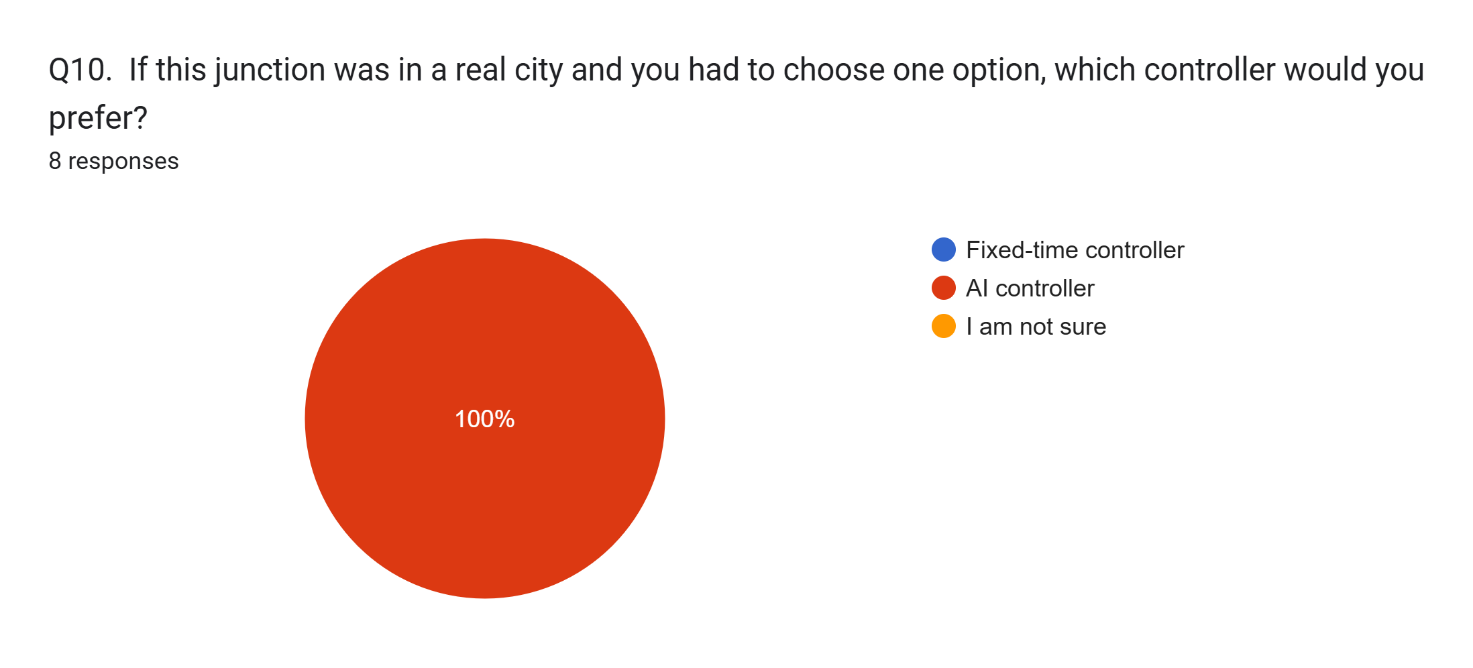 Q10.  If this junction was in a real city and you had to choose one option, which controller would you
prefer?
8 responses
Fixed-time controller
AI controller
I am not sure
100%